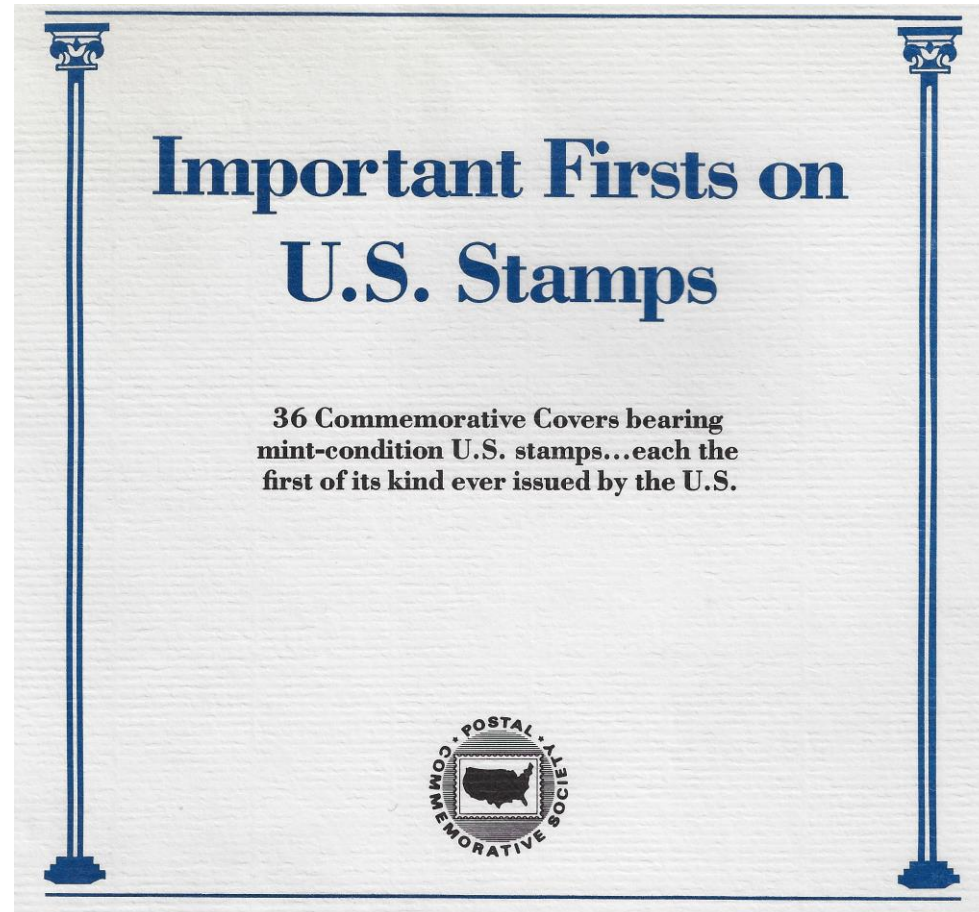 Important Firsts on
U.S. Stamps
36 Commemorative Covers bearing
mint-condition U.S. stamps...each the
first of its kind ever issued by the U.S.
POSTAL
COMMEMORATIVE SOCIETY